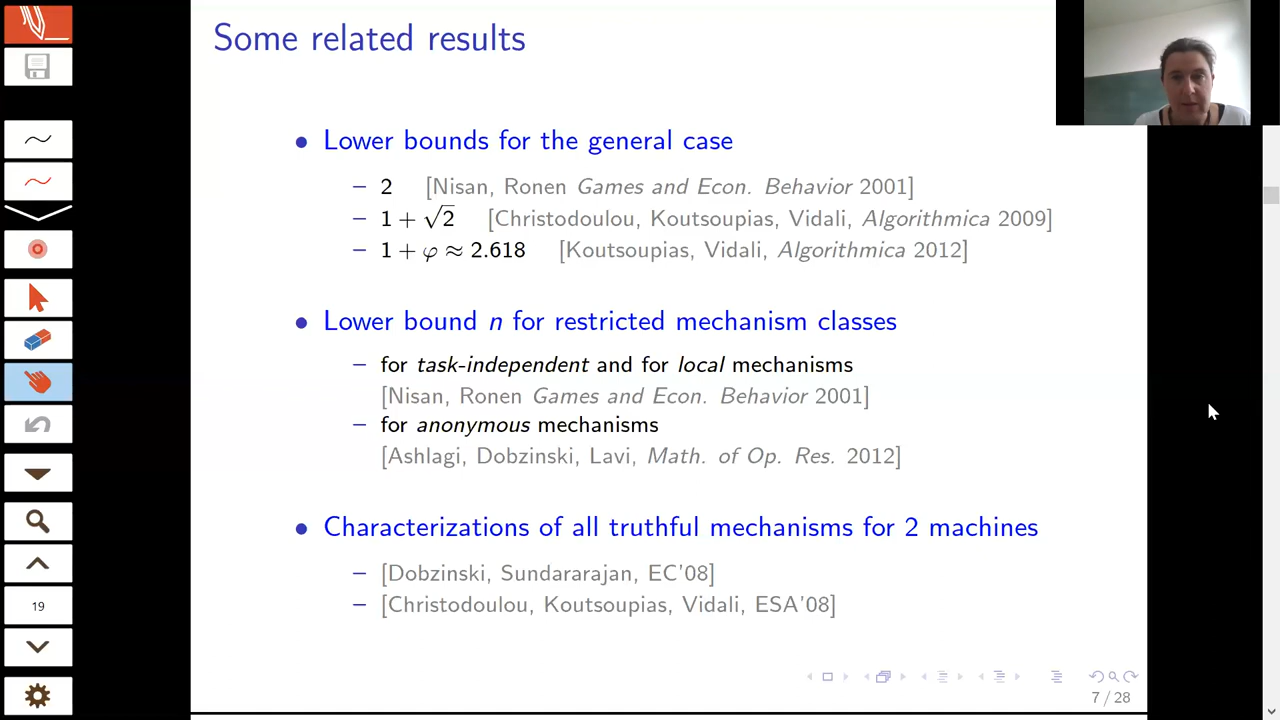 Some related results
• Lower bounds for the general case
– 2 [Nisan, Ronen Games and Econ. Behavior 2001]
– 1 + √2 [Christodoulou, Koutsoupias, Vidali, Algorithmica 2009]
– 1 + φ ≈ 2.618 [Koutsoupias, Vidali, Algorithmica 2012]
• Lower bound n for restricted mechanism classes
– for task-independent and for local mechanisms
[Nisan, Ronen Games and Econ. Behavior 2001]
– for anonymous mechanisms
[Ashlagi, Dobzinski, Lavi, Math. of Op. Res. 2012]
• Characterizations of all truthful mechanisms for 2 machines
– [Dobzinski, Sundararajan, EC'08]
– [Christodoulou, Koutsoupias, Vidali, ESA'08]
19
7 / 28